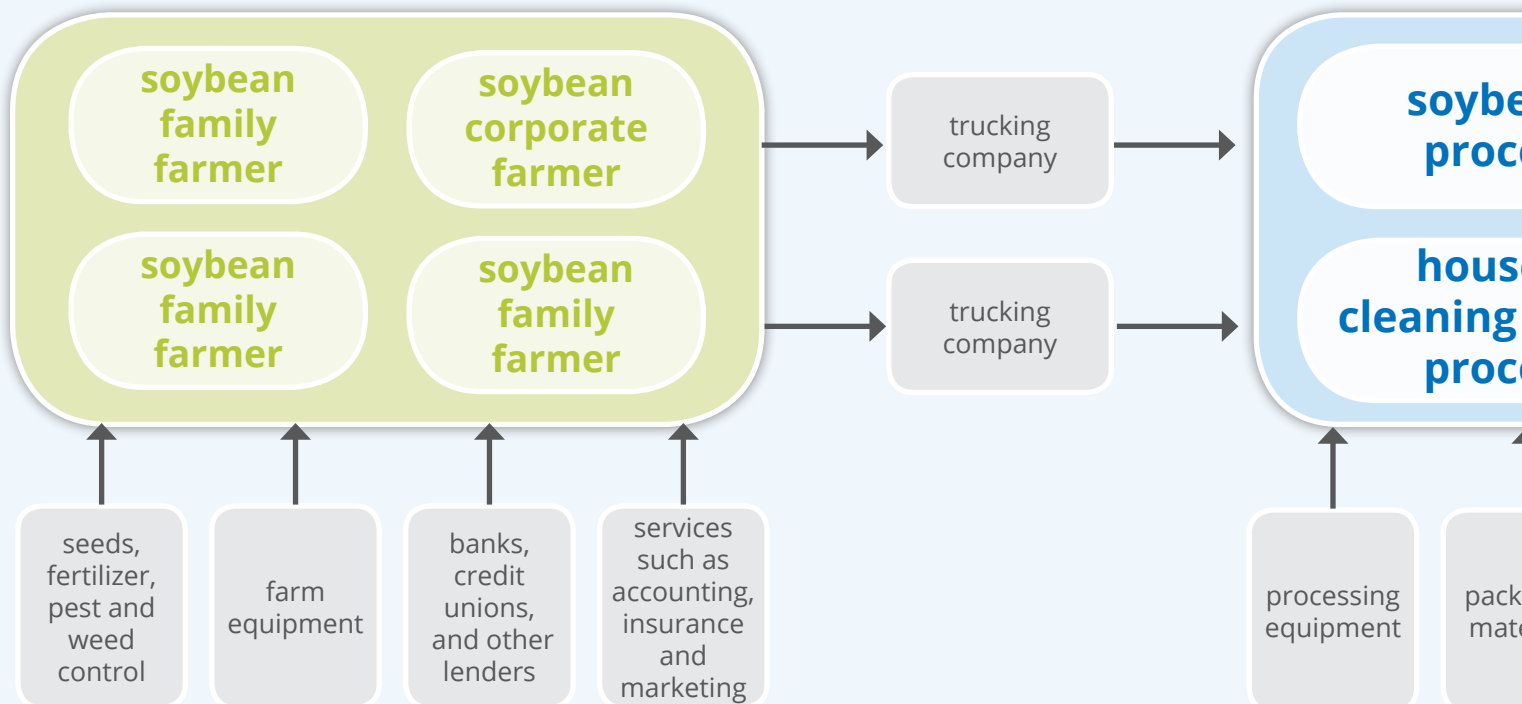 soybean
family
farmer
soybean
corporate
farmer
trucking
company
soybean
family
farmer
soybean
family
farmer
trucking
company
cleaning
seeds,
fertilizer,
pest and
weed
control
farm
equipment
banks,
credit
unions,
and other
lenders
services
such as
accounting,
insurance
and
marketing
processing
equipment